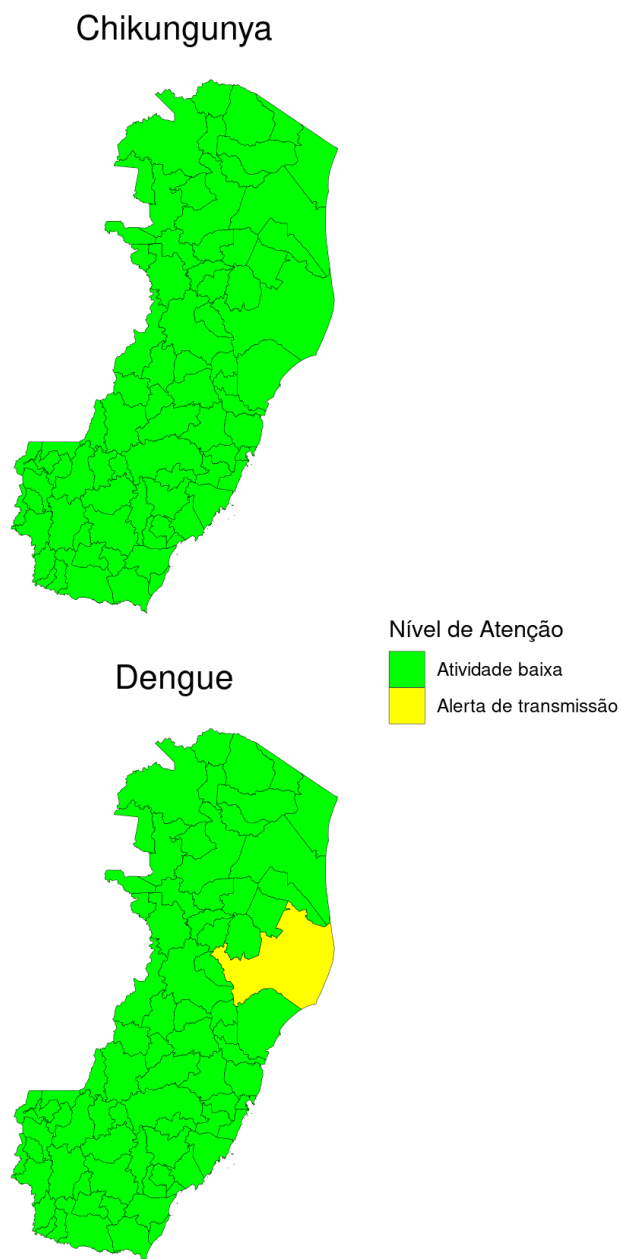 Chikungunya
Nível de Atenção
Atividade baixa
Alerta de transmissão
Dengue